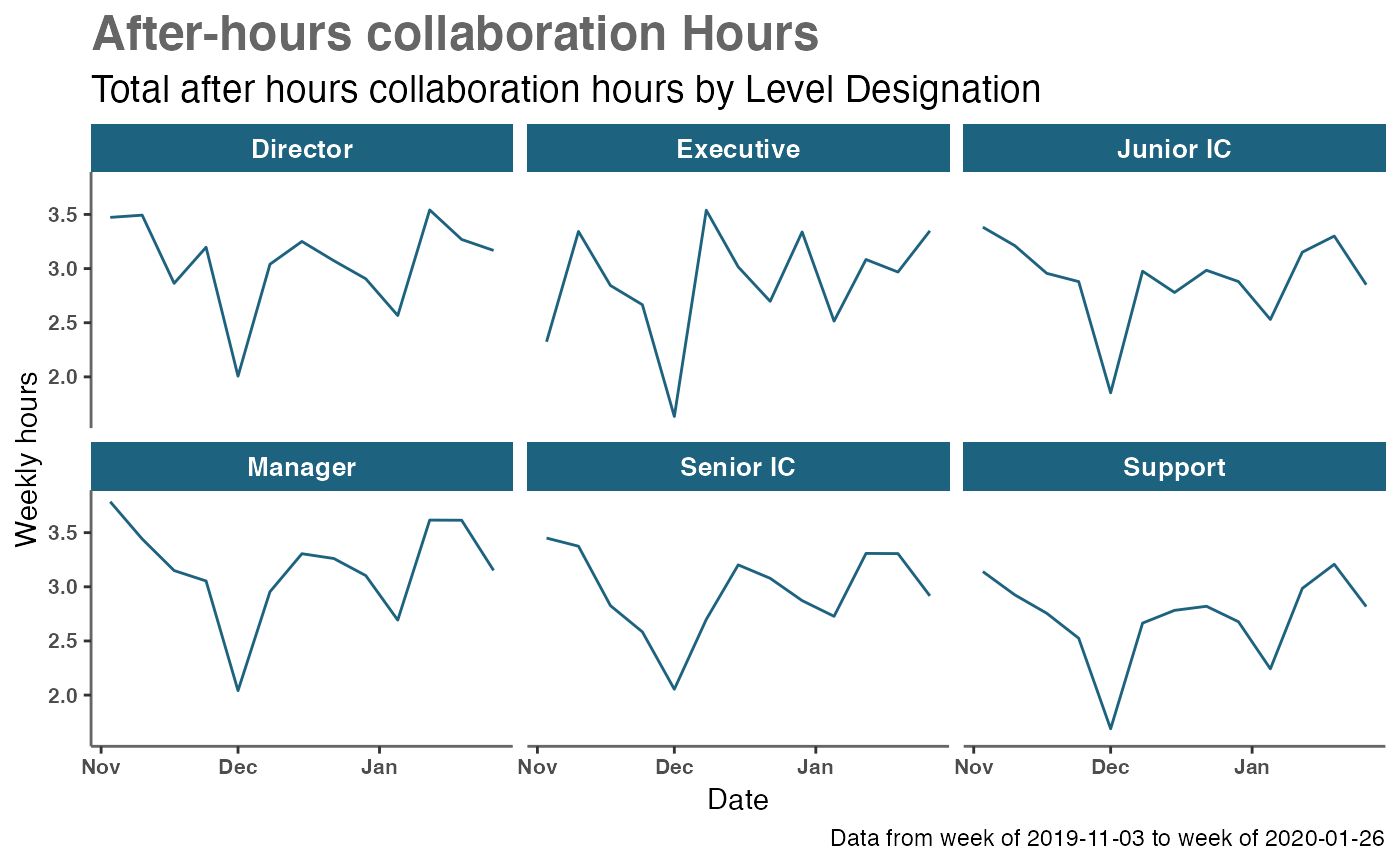 After-hours collaboration Hours
Total after hours collaboration hours by Level Designation
Director
Executive
Junior IC
3.5
3.0
2.5
2.0
Weekly hours
Manager
Senior IC
Support
3.5
3.0
2.5
2.0
Nov Dec Jan Nov Dec Jan Nov Dec Jan
Date
Data from week of 2019-11-03 to week of 2020-01-26